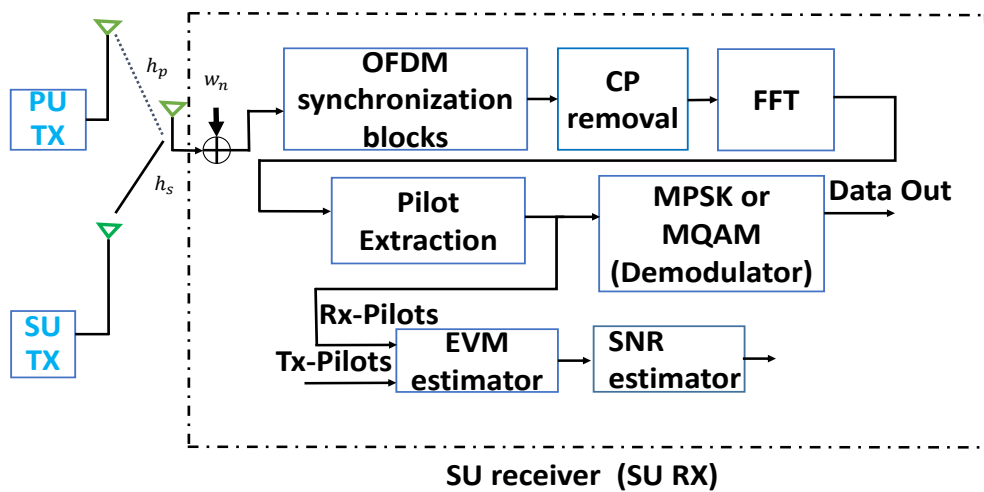 PU
TX
h_p
h_s
w_n
SU
TX
OFDM
synchronization
blocks
CP
removal
FFT
Pilot
Extraction
MPSK or
MQAM
(Demodulator)
Data Out
Rx-Pilots
Tx-Pilots
EVM
estimator
SNR
estimator
SU receiver (SU RX)